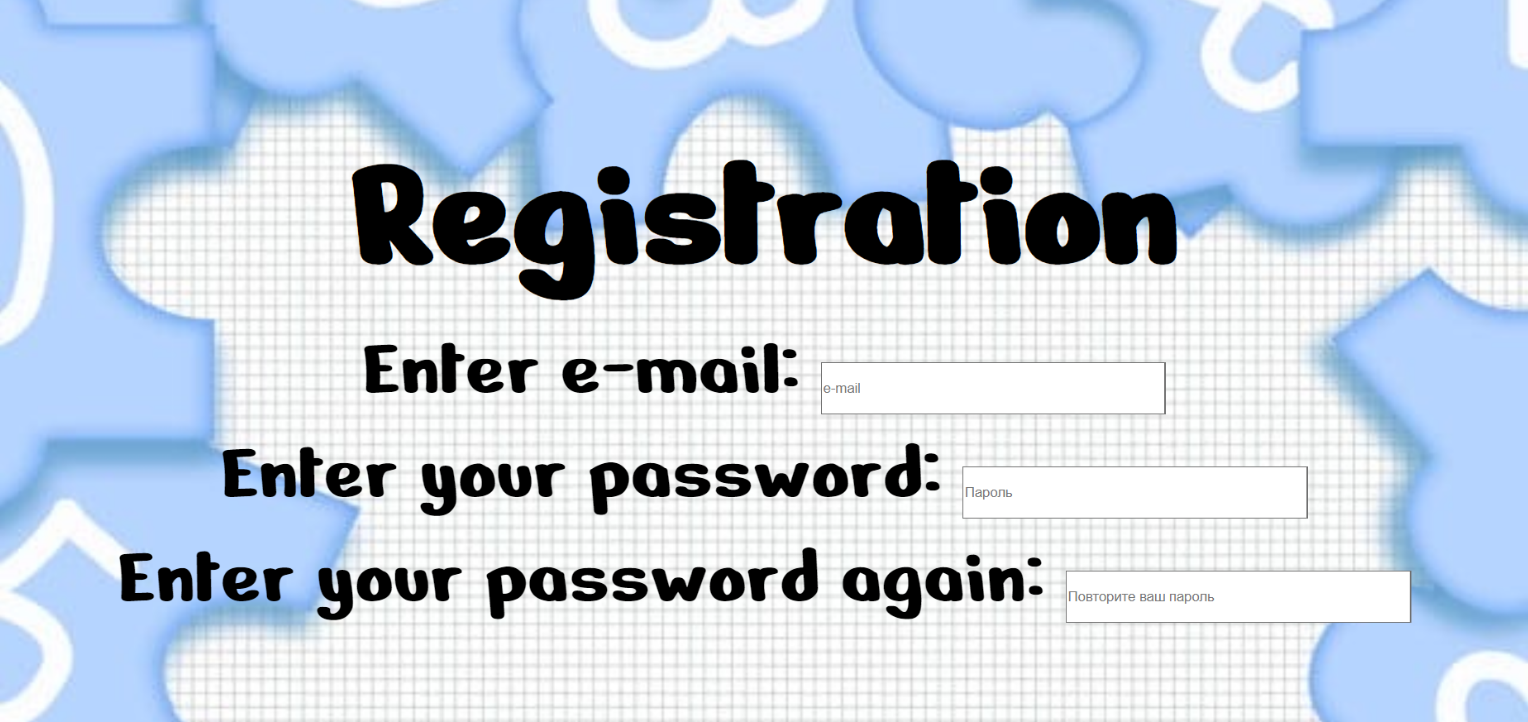 Registration
Enter e-mail: e-mail
Enter your password: Пароль
Enter your password again: Повторите ваш пароль